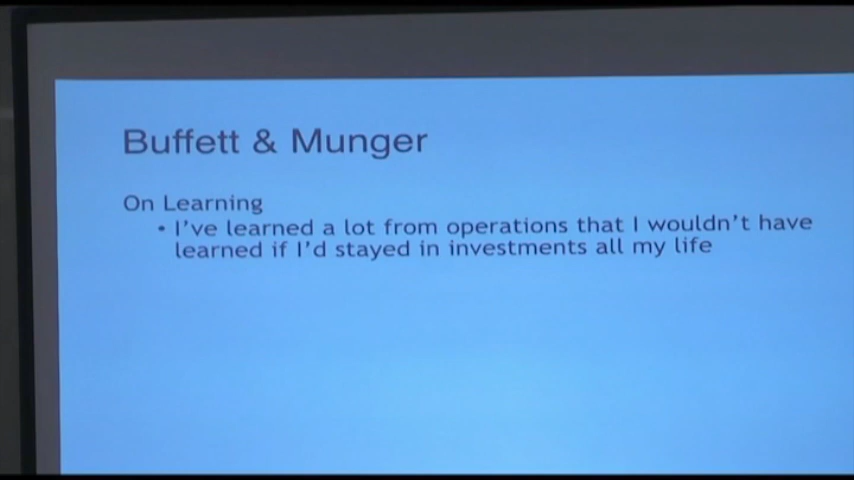 Buffett & Munger
On Learning
• I’ve learned a lot from operations that I wouldn’t have
learned if I’d stayed in investments all my life